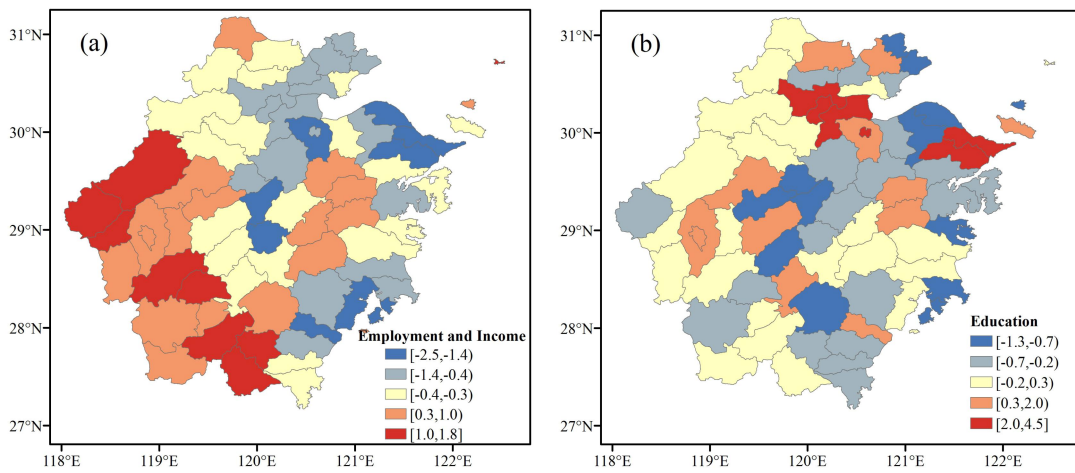 (a)
31°N
30°N
29°N
28°N
27°N
118°E
119°E
120°E
121°E
122°E
Employment and Income
[-2.5,-1.4)
[-1.4,-0.4)
[-0.4,-0.3)
[0.3,1.0)
[1.0,1.8]
(b)
31°N
30°N
29°N
28°N
27°N
118°E
119°E
120°E
121°E
122°E
Education
[-1.3,-0.7)
[-0.7,-0.2)
[-0.2,0.3)
[0.3,2.0)
[2.0,4.5]